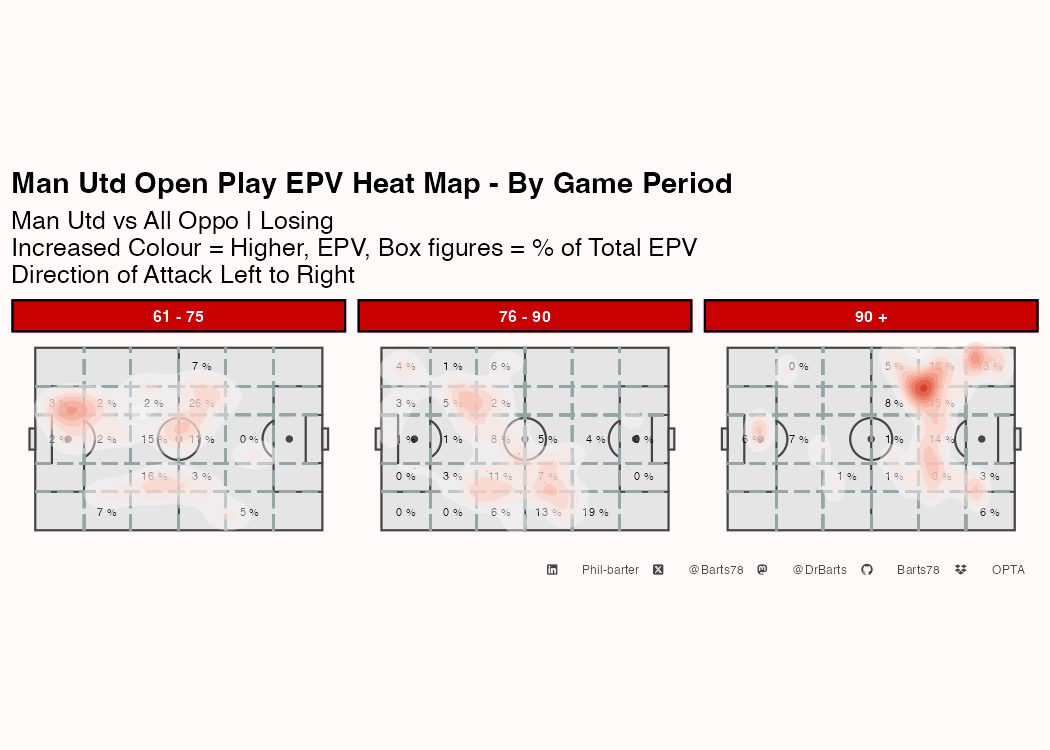 Man Utd Open Play EPV Heat Map - By Game Period
Man Utd vs All Oppo | Losing
Increased Colour = Higher, EPV, Box figures = % of Total EPV
Direction of Attack Left to Right
61 - 75
7 %
2 % 2 % 26 %
2 % 2 % 15 % 17 % 0 %
16 % 3 %
7 % 5 %
76 - 90
4 % 1 % 6 %
3 % 5 % 2 %
1 % 1 % 8 % 5 % 4 % 0 %
0 % 3 % 11 % 7 % 0 %
0 % 0 % 6 % 13 % 19 %
90 +
0 % 5 % 13 %
8 %
6 % 7 % 1 % 14 %
1 % 1 % 0 % 3 %
6 %
Phil-barter @Barts78 @DrBarts Barts78 OPTA